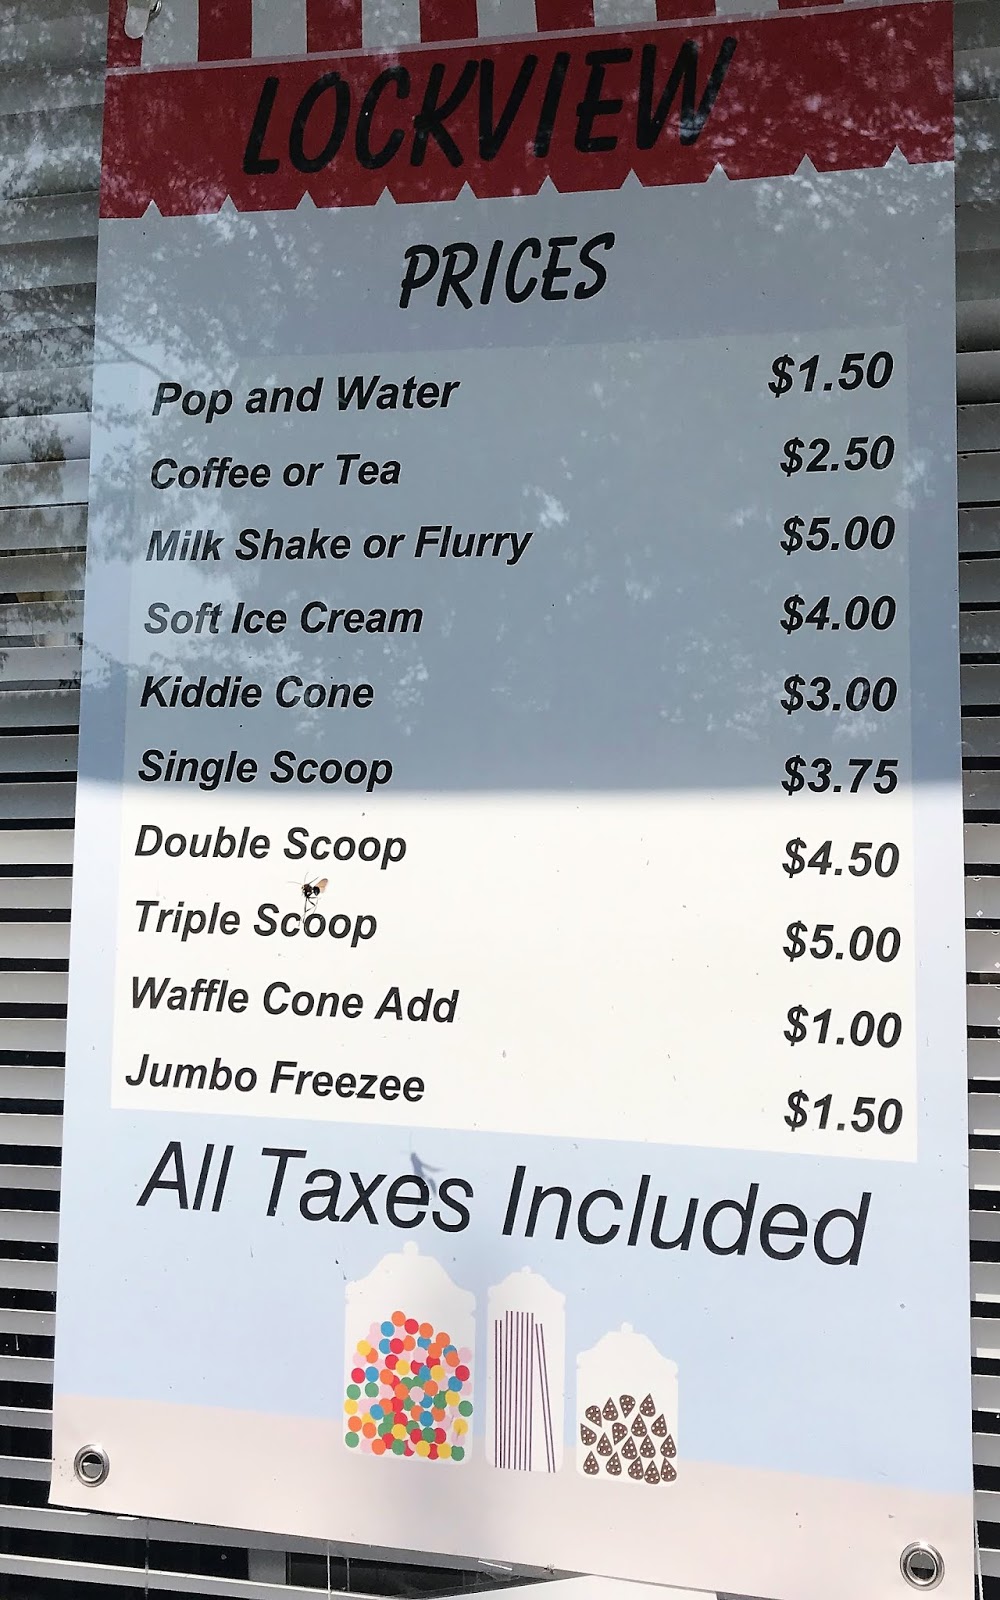 LOCKVIEW
PRICES
Pop and Water $1.50
Coffee or Tea $2.50
Milk Shake or Flurry $5.00
Soft Ice Cream $4.00
Kiddie Cone $3.00
Single Scoop $3.75
Double Scoop $4.50
Triple Scoop $5.00
Waffle Cone Add $1.00
Jumbo Freezee $1.50
All Taxes Included